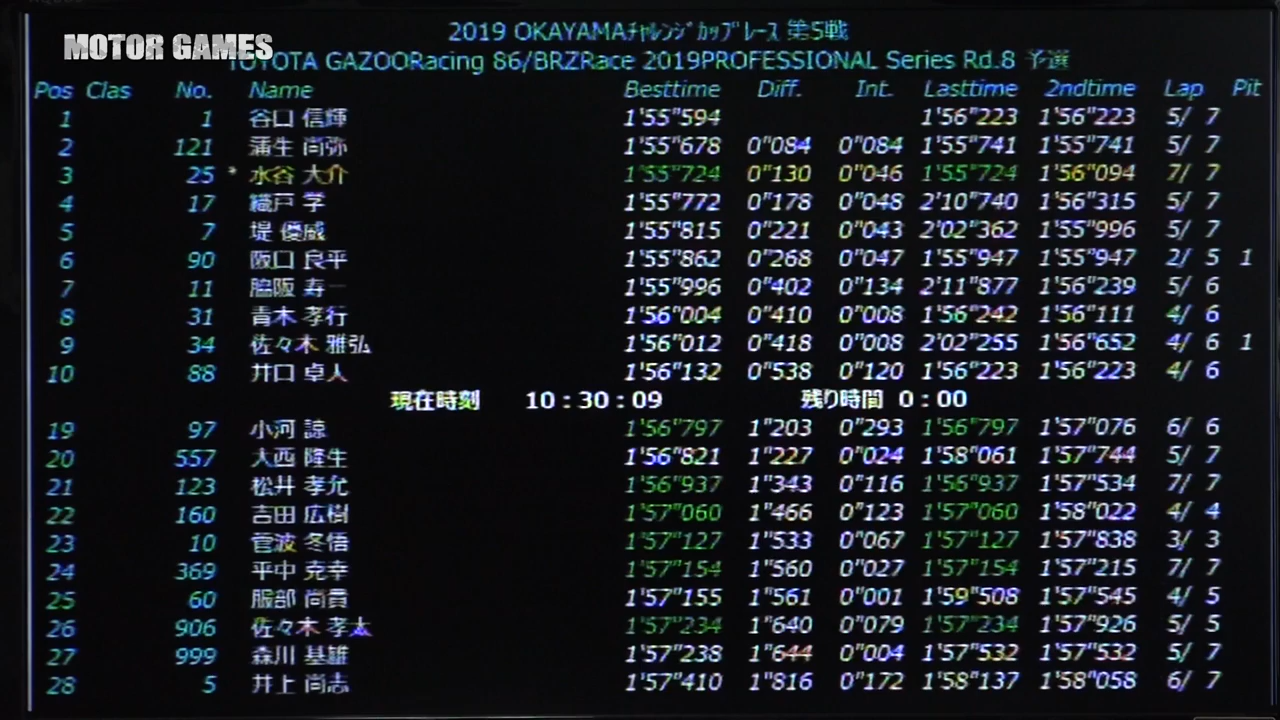 MOTOR GAMES
2019 OKAYAMAﾁｬﾚﾝｼﾞｶｯﾌﾟﾚｰｽ 第5戦
TOYOTA GAZOORacing 86/BRZRace 2019PROFESSIONAL Series Rd.8 予選
Pos Clas No. Name Besttime Diff. Int. Lasttime 2ndtime Lap Pit
1 1 谷口 信輝 1'55"594 1'56"223 1'56"223 5/ 7
2 121 蒲生 尚弥 1'55"678 0"084 0"084 1'55"741 1'55"741 5/ 7
3 25 * 水谷 大介 1'55"724 0"130 0"046 1'55"724 1'56"094 7/ 7
4 17 織戸 学 1'55"772 0"178 0"048 2'10"740 1'56"315 5/ 7
5 7 堤 優威 1'55"815 0"221 0"043 2'02"362 1'55"996 5/ 7
6 90 阪口 良平 1'55"862 0"268 0"047 1'55"947 1'55"947 2/ 5 1
7 11 脇阪 寿一 1'55"996 0"402 0"134 2'11"877 1'56"239 5/ 6
8 31 青木 孝行 1'56"004 0"410 0"008 1'56"242 1'56"111 4/ 6
9 34 佐々木 雅弘 1'56"012 0"418 0"008 2'02"255 1'56"652 4/ 6 1
10 88 井口 卓人 1'56"132 0"538 0"120 1'56"223 1'56"223 4/ 6
現在時刻 10:30:09 残り時間 0:00
19 97 小河 諒 1'56"797 1"203 0"293 1'56"797 1'57"076 6/ 6
20 557 大西 隆生 1'56"821 1"227 0"024 1'58"061 1'57"744 5/ 7
21 123 松井 孝允 1'56"937 1"343 0"116 1'56"937 1'57"534 7/ 7
22 160 吉田 広樹 1'57"060 1"466 0"123 1'57"060 1'58"022 4/ 4
23 10 菅波 冬悟 1'57"127 1"533 0"067 1'57"127 1'57"838 3/ 3
24 369 平中 克幸 1'57"154 1"560 0"027 1'57"154 1'57"215 7/ 7
25 60 服部 尚貴 1'57"155 1"561 0"001 1'59"508 1'57"545 4/ 5
26 906 佐々木 孝太 1'57"234 1"640 0"079 1'57"234 1'57"926 5/ 5
27 999 森川 基雄 1'57"238 1"644 0"004 1'57"532 1'57"532 5/ 7
28 5 井上 尚志 1'57"410 1"816 0"172 1'58"137 1'58"058 6/ 7